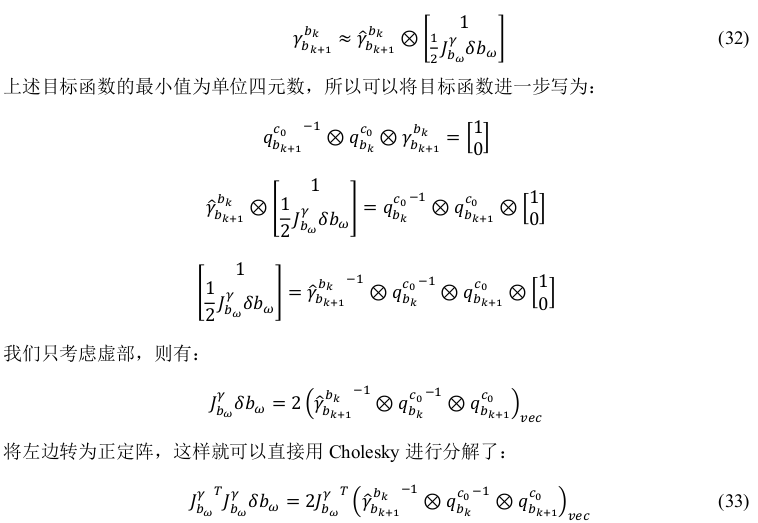 $\gamma_{b_{k+1}}^{b_k} \approx \hat{\gamma}_{b_{k+1}}^{b_k} \otimes \begin{bmatrix} 1 \\ \frac{1}{2} J_{b_\omega}^{\gamma} \delta b_\omega \end{bmatrix}$ (32)
上述目标函数的最小值为单位四元数，所以可以将目标函数进一步写为：
${q_{b_{k+1}}^{c_0}}^{-1} \otimes q_{b_k}^{c_0} \otimes \gamma_{b_{k+1}}^{b_k} = \begin{bmatrix} 1 \\ 0 \end{bmatrix}$
$\hat{\gamma}_{b_{k+1}}^{b_k} \otimes \begin{bmatrix} 1 \\ \frac{1}{2} J_{b_\omega}^{\gamma} \delta b_\omega \end{bmatrix} = {q_{b_k}^{c_0}}^{-1} \otimes q_{b_{k+1}}^{c_0} \otimes \begin{bmatrix} 1 \\ 0 \end{bmatrix}$
$\begin{bmatrix} 1 \\ \frac{1}{2} J_{b_\omega}^{\gamma} \delta b_\omega \end{bmatrix} = {\hat{\gamma}_{b_{k+1}}^{b_k}}^{-1} \otimes {q_{b_k}^{c_0}}^{-1} \otimes q_{b_{k+1}}^{c_0} \otimes \begin{bmatrix} 1 \\ 0 \end{bmatrix}$
我们只考虑虚部，则有：
$J_{b_\omega}^{\gamma} \delta b_\omega = 2 \left( {\hat{\gamma}_{b_{k+1}}^{b_k}}^{-1} \otimes {q_{b_k}^{c_0}}^{-1} \otimes q_{b_{k+1}}^{c_0} \right)_{vec}$
将左边转为正定阵，这样就可以直接用 Cholesky 进行分解了：
${J_{b_\omega}^{\gamma}}^{T} J_{b_\omega}^{\gamma} \delta b_\omega = 2 {J_{b_\omega}^{\gamma}}^{T} \left( {\hat{\gamma}_{b_{k+1}}^{b_k}}^{-1} \otimes {q_{b_k}^{c_0}}^{-1} \otimes q_{b_{k+1}}^{c_0} \right)_{vec}$ (33)